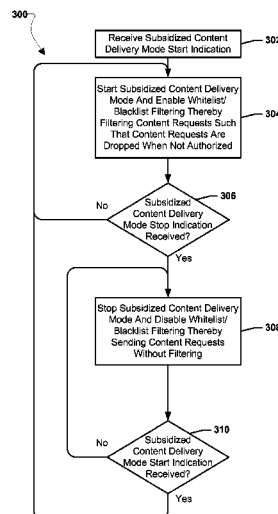 300
Receive Subsidized Content
Delivery Mode Start Indication
302
Start Subsidized Content Delivery
Mode And Enable Whitelist/
Blacklist Filtering Thereby
Filtering Content Requests Such
That Content Requests Are
Dropped When Not Authorized
304
306
Subsidized
Content Delivery
Mode Stop Indication
Received?
No
Yes
Stop Subsidized Content Delivery
Mode And Disable Whitelist/
Blacklist Filtering Thereby
Sending Content Requests
Without Filtering
308
310
Subsidized
Content Delivery
Mode Start Indication
Received?
No
Yes